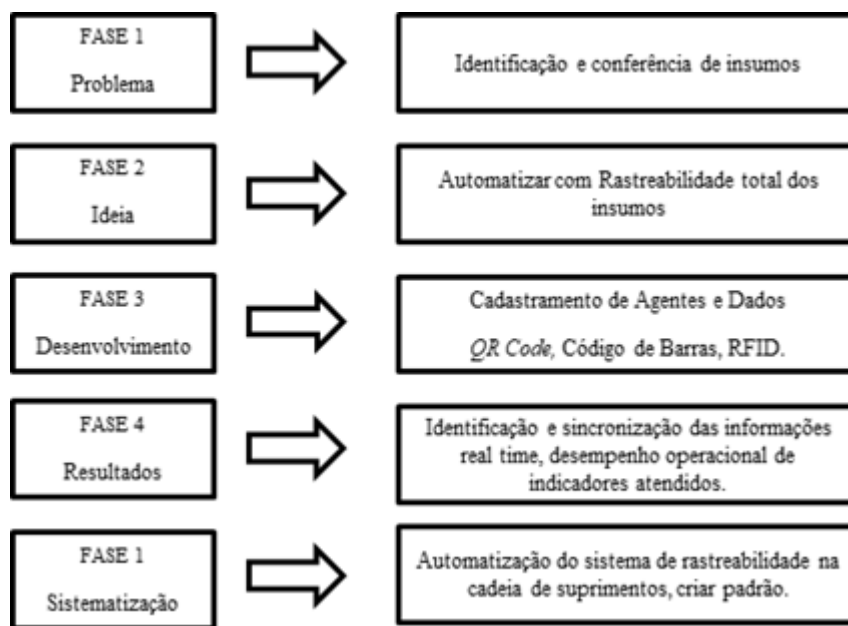 FASE 1
Problema
Identificação e conferência de insumos
FASE 2
Ideia
Automatizar com Rastreabilidade total dos
insumos
FASE 3
Desenvolvimento
Cadastramento de Agentes e Dados
QR Code, Código de Barras, RFID.
FASE 4
Resultados
Identificação e sincronização das informações
real time, desempenho operacional de
indicadores atendidos.
FASE 1
Sistematização
Automatização do sistema de rastreabilidade na
cadeia de suprimentos, criar padrão.